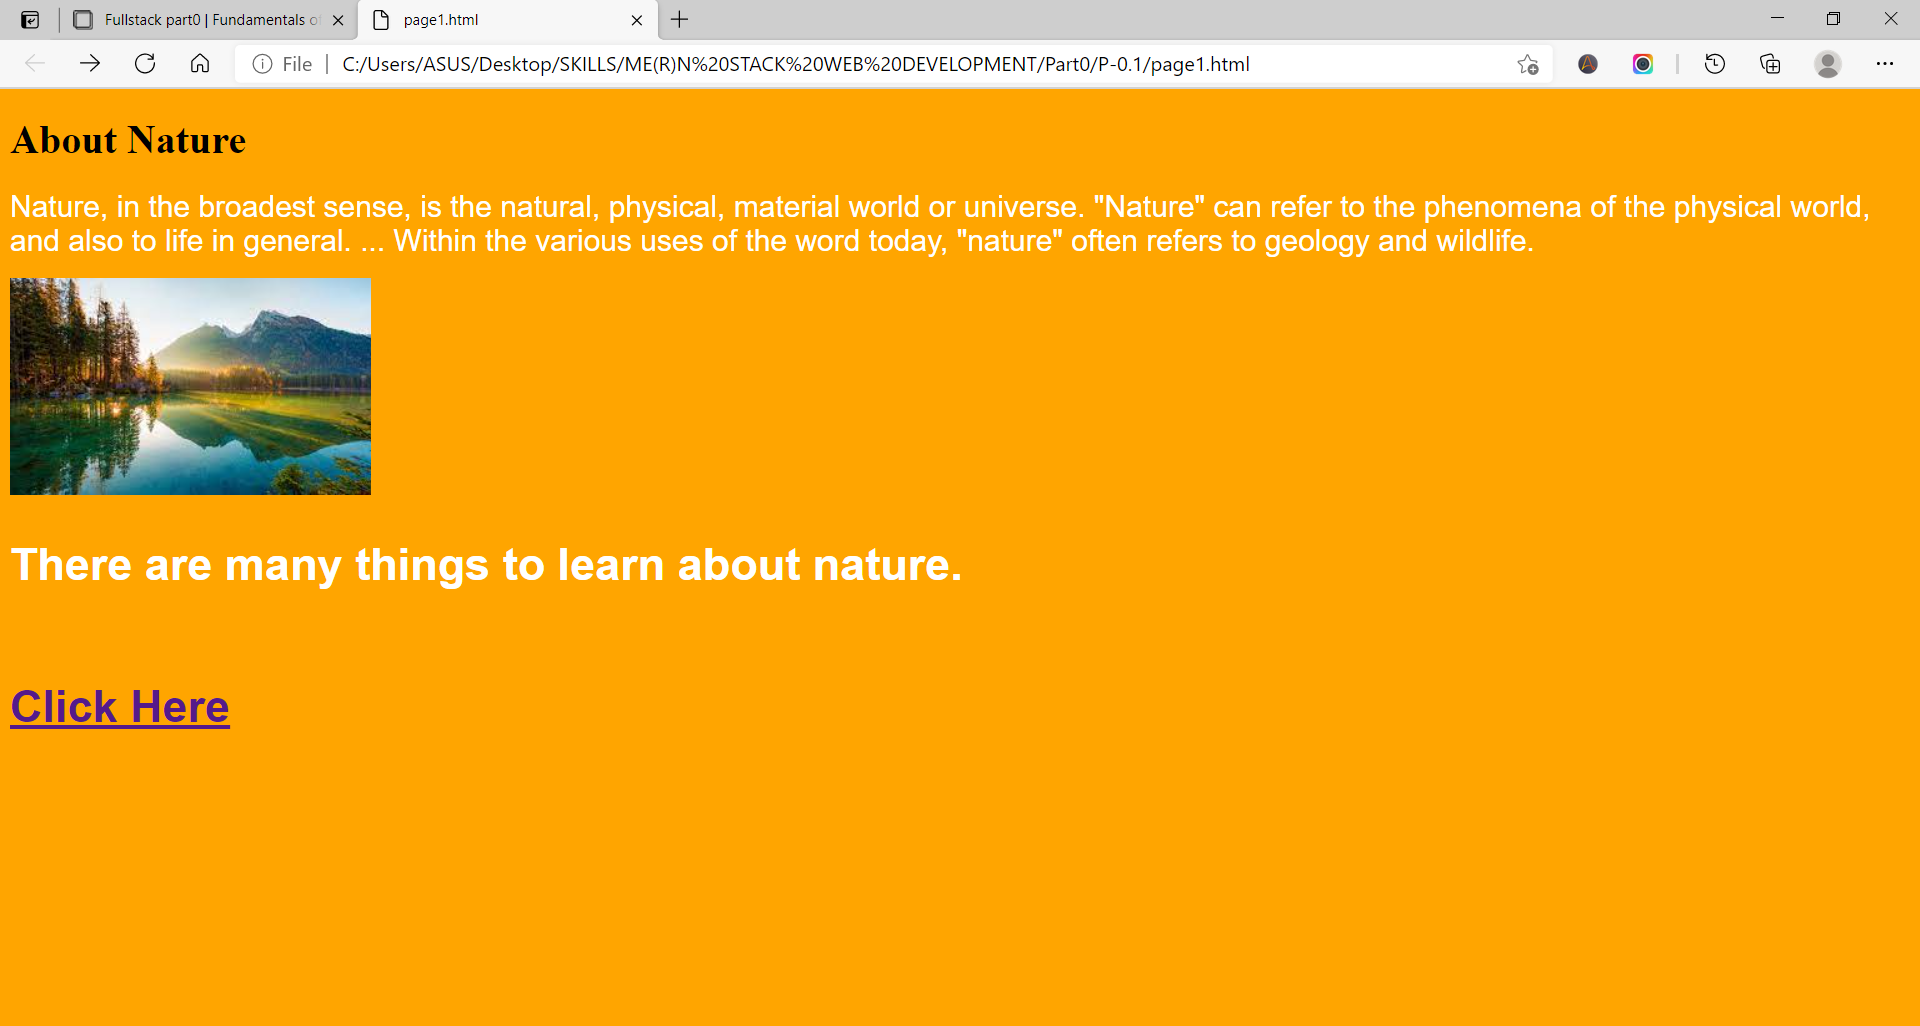 Fullstack part0 | Fundamentals
page1.html
File | C:/Users/ASUS/Desktop/SKILLS/ME(R)N%20STACK%20WEB%20DEVELOPMENT/Part0/P-0.1/page1.html
About Nature
Nature, in the broadest sense, is the natural, physical, material world or universe. "Nature" can refer to the phenomena of the physical world,
and also to life in general. ... Within the various uses of the word today, "nature" often refers to geology and wildlife.
There are many things to learn about nature.
Click Here